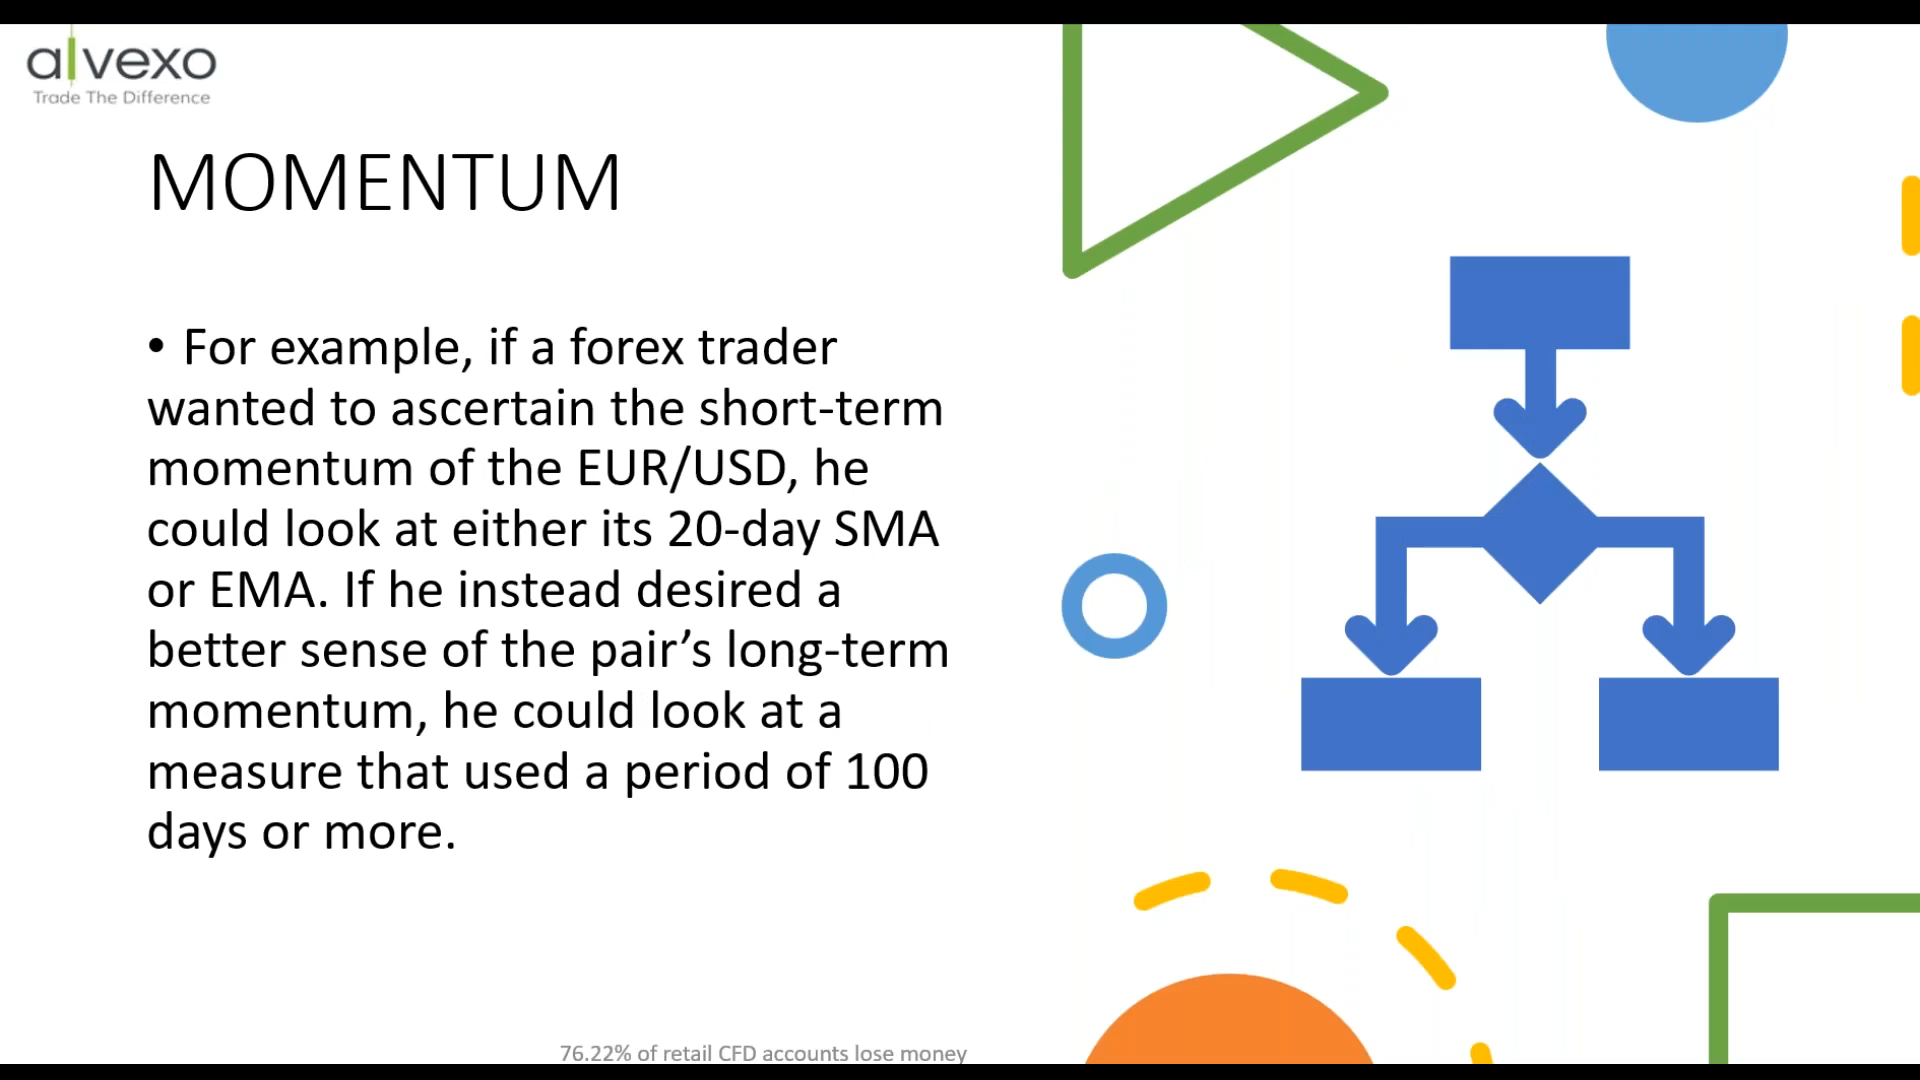 alvexo
Trade The Difference
MOMENTUM
• For example, if a forex trader
wanted to ascertain the short-term
momentum of the EUR/USD, he
could look at either its 20-day SMA
or EMA. If he instead desired a
better sense of the pair’s long-term
momentum, he could look at a
measure that used a period of 100
days or more.
76.22% of retail CFD accounts lose money